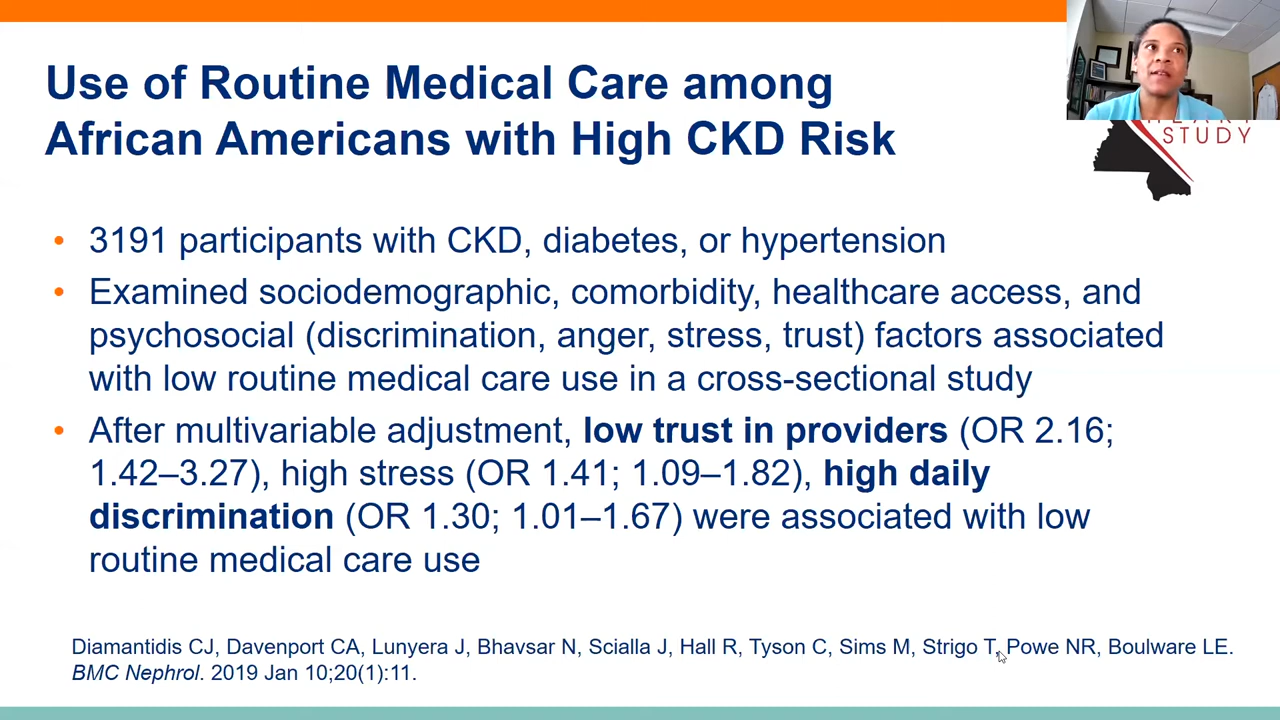 Use of Routine Medical Care among
African Americans with High CKD Risk
STUDY
• 3191 participants with CKD, diabetes, or hypertension
• Examined sociodemographic, comorbidity, healthcare access, and
psychosocial (discrimination, anger, stress, trust) factors associated
with low routine medical care use in a cross-sectional study
• After multivariable adjustment, low trust in providers (OR 2.16;
1.42–3.27), high stress (OR 1.41; 1.09–1.82), high daily
discrimination (OR 1.30; 1.01–1.67) were associated with low
routine medical care use
Diamantidis CJ, Davenport CA, Lunyera J, Bhavsar N, Scialla J, Hall R, Tyson C, Sims M, Strigo T, Powe NR, Boulware LE.
BMC Nephrol. 2019 Jan 10;20(1):11.